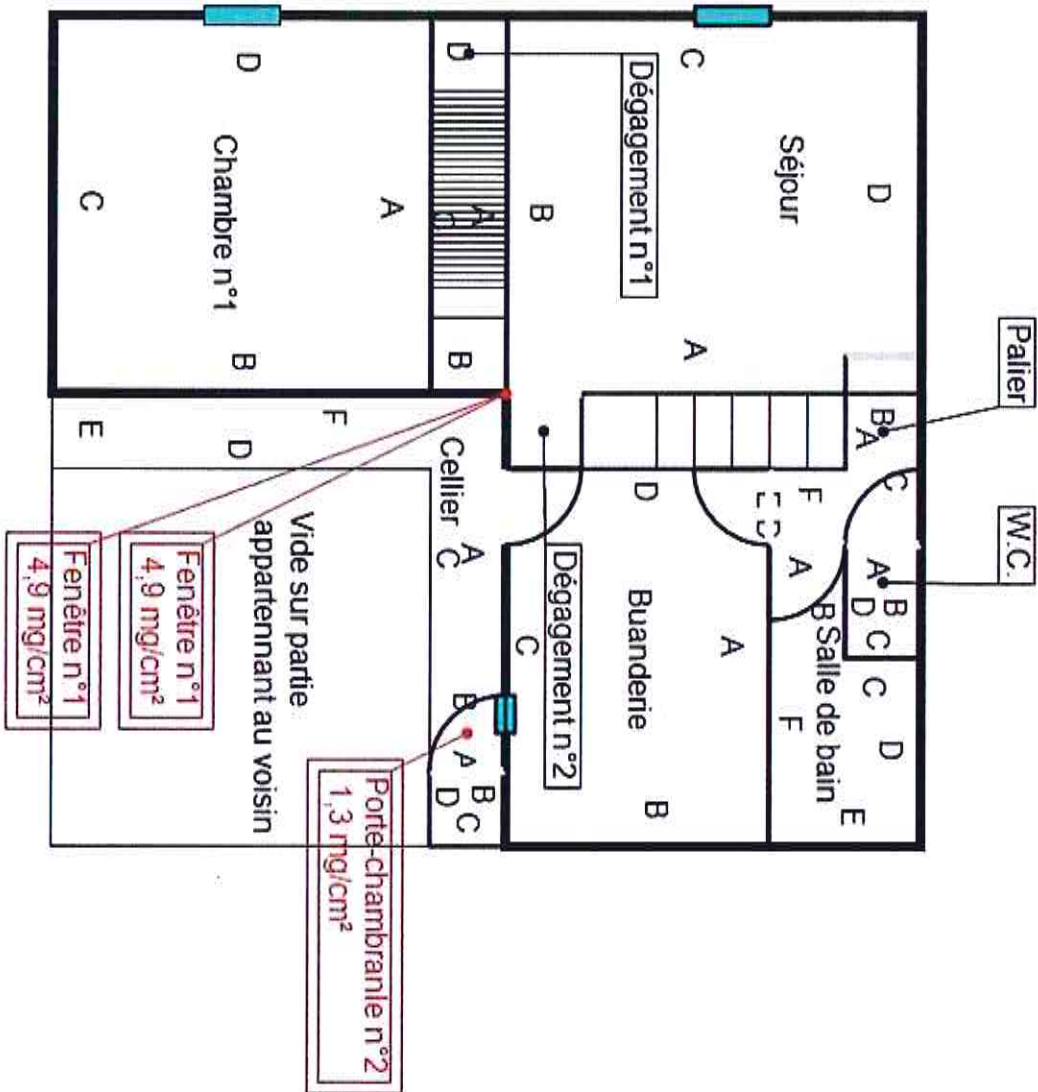 Palier
W.C.
D
Séjour
C
A
B
B
A
C
A
B
C
D
D
C
E
Salle de bain
B
A
F
F
E
D
A
Buanderie
B
D
C
Dégagement n°1
Dégagement n°2
D
A
C
B
Cellier
A
C
B
A
B
C
D
Porte-chambranle n°2
1,3 mg/cm²
A
D
Chambre n°1
B
C
F
D
E
Vide sur partie
appartennant au voisin
Fenêtre n°1
4,9 mg/cm²
Fenêtre n°1
4,9 mg/cm²